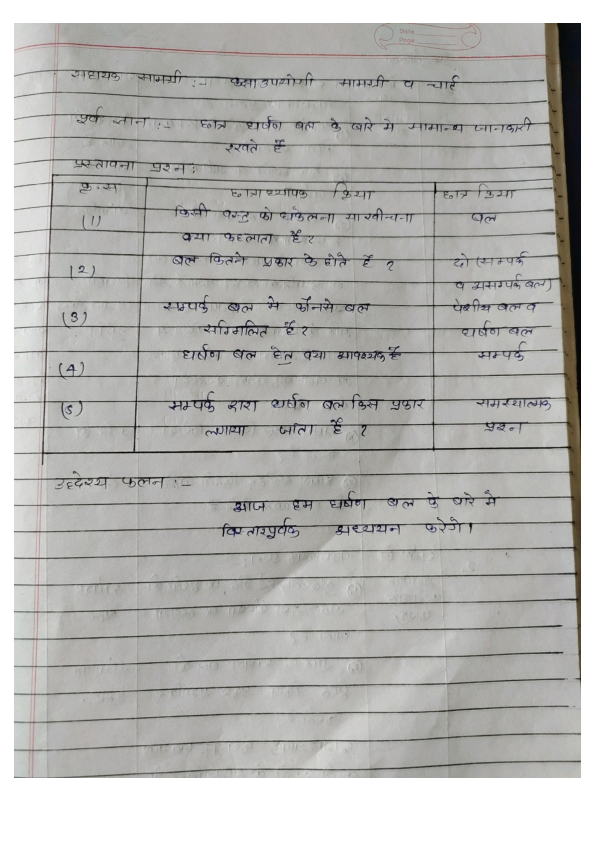 Date
Page
सहायक सामग्री :- कक्षाउपयोगी सामग्री व चार्ट
पूर्व ज्ञान :- छात्र घर्षण बल के बारे मे सामान्य जानकारी
रखते हैं
प्रस्तावना प्रश्न :
क्र.स छात्राध्यापक क्रिया छात्र क्रिया
(1) किसी वस्तु को धकेलना या खींचना बल
क्या कहलाता है ?
(2) बल कितने प्रकार के होते है ? दो (सम्पर्क
व असम्पर्क बल)
(3) सम्पर्क बल मे कौनसे बल पेशीय बल व
सम्मिलित है ? घर्षण बल
(4) घर्षण बल हेतु क्या आवश्यक है सम्पर्क
(5) सम्पर्क द्वारा घर्षण बल किस प्रकार समस्यात्मक
लगाया जाता है ? प्रश्न
उद्देश्य कलन :-
आज हम घर्षण बल के बारे मे
विस्तारपूर्वक अध्ययन करेगे।